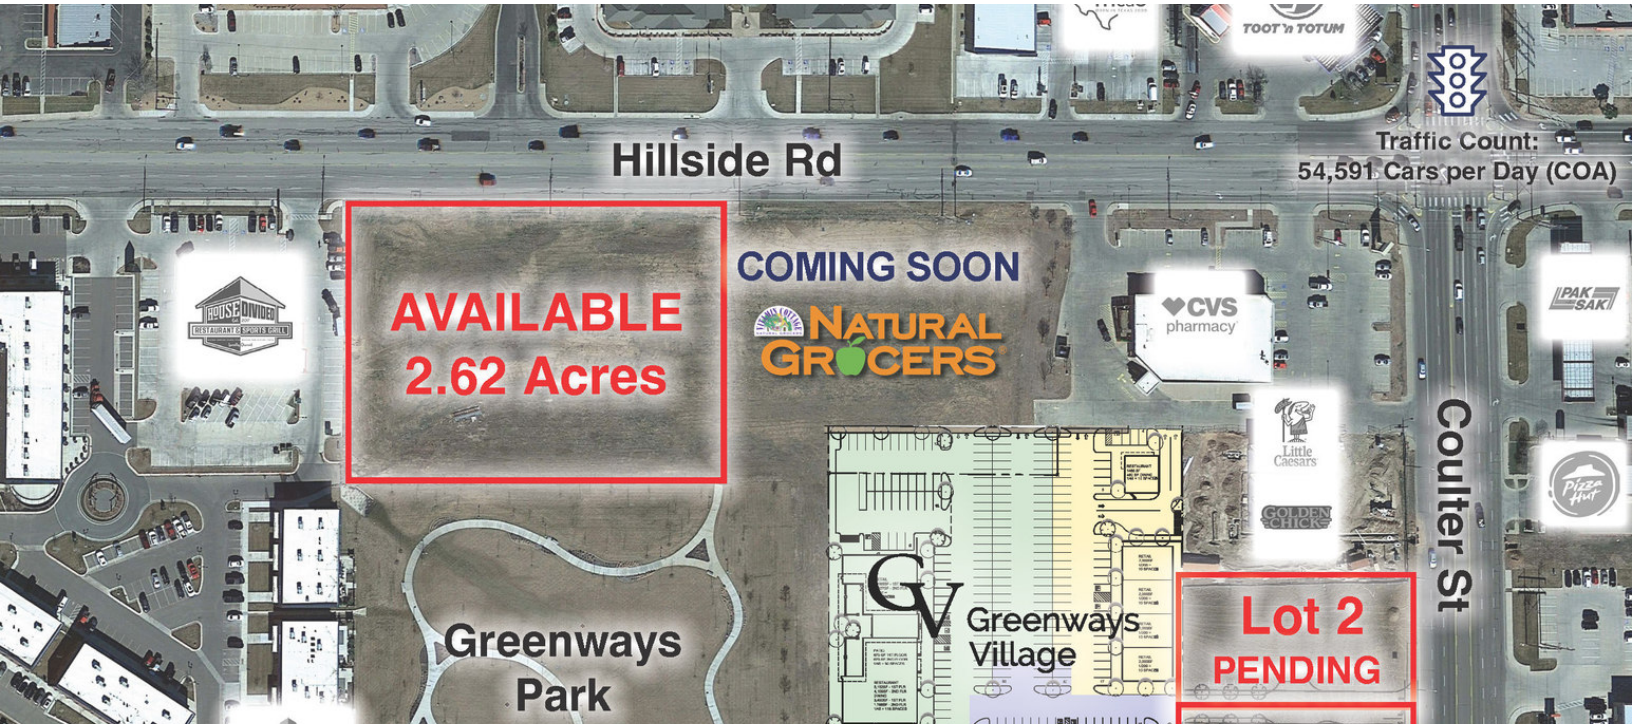 TOOT'n TOTUM
Traffic Count:
54,591 Cars per Day (COA)
Hillside Rd
AVAILABLE
2.62 Acres
COMING SOON
VITAMIN COTTAGE
NATURAL
GROCERS
HOUSE DIVIDED
RESTAURANT & SPORTS GRILL
CVS
pharmacy
PAK
A
SAK
Little
Caesars
GOLDEN
CHICK
Pizza
Hut
Coulter St
GV
Greenways
Village
Lot 2
PENDING
Greenways
Park